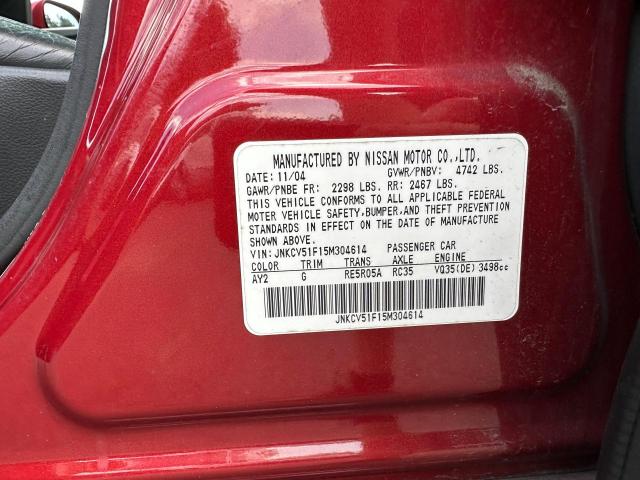 MANUFACTURED BY NISSAN MOTOR CO.,LTD.
DATE: 11/04 GVWR/PNBV: 4742 LBS.
GAWR/PNBE FR: 2298 LBS. RR: 2467 LBS.
THIS VEHICLE CONFORMS TO ALL APPLICABLE FEDERAL
MOTOR VEHICLE SAFETY,BUMPER,AND THEFT PREVENTION
STANDARDS IN EFFECT ON THE DATE OF MANUFACTURE
SHOWN ABOVE.
VIN: JNKCV51F15M304614 PASSENGER CAR
COLOR TRIM TRANS AXLE ENGINE
AY2 G RE5R05A RC35 VQ35(DE) 3498cc
JNKCV51F15M304614